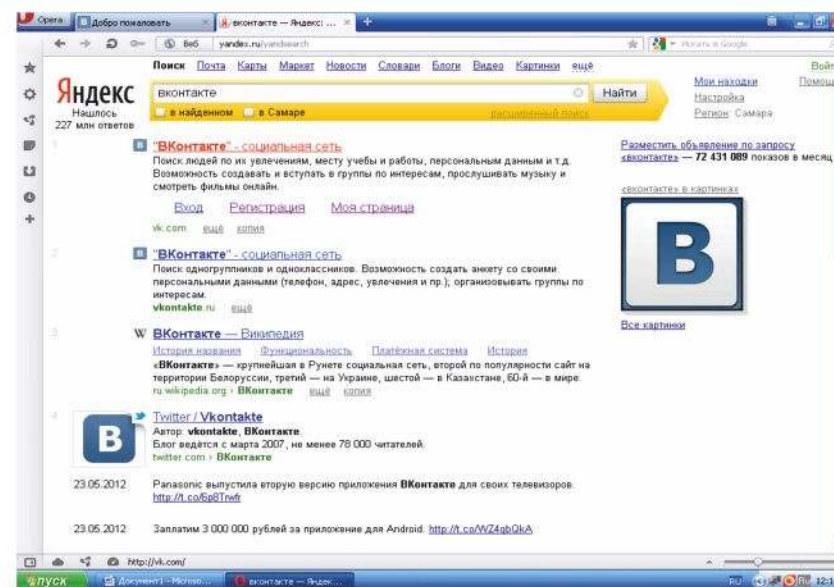 Opera
Добро пожаловать
вконтакте — Яндекс: ...
Веб
yandex.ru/yandsearch
Искать в Google
Поиск Почта Карты Маркет Новости Словари Блоги Видео Картинки ещё
Яндекс
Нашлось
227 млн ответов
вконтакте
Найти
в найденном в Самаре
расширенный поиск
Мои находки
Настройка
Регион: Самара
1
"ВКонтакте" - социальная сеть
Поиск людей по их увлечениям, месту учебы и работы, персональным данным и т.д.
Возможность создавать и вступать в группы по интересам, прослушивать музыку и
смотреть фильмы онлайн.
Вход Регистрация Моя страница
vk.com ещё копия
2
"ВКонтакте" - социальная сеть
Поиск одногруппников и одноклассников. Возможность создать анкету со своими
персональными данными (телефон, адрес, увлечения и пр.); организовывать группы по
интересам.
vkontakte.ru ещё
3
W ВКонтакте — Википедия
История названия Функциональность Платёжная система История
«ВКонтакте» — крупнейшая в Рунете социальная сеть, второй по популярности сайт на
территории Белоруссии, третий — на Украине, шестой — в Казахстане, 60-й — в мире.
ru.wikipedia.org › ВКонтакте ещё копия
4
B
Twitter / Vkontakte
Автор: vkontakte, ВКонтакте.
Блог ведётся с марта 2007, не менее 78 000 читателей.
twitter.com › ВКонтакте
23.05.2012 Panasonic выпустила вторую версию приложения ВКонтакте для своих телевизоров.
http://t.co/6p8Trwfr
23.05.2012 Заплатим 3 000 000 рублей за приложение для Android. http://t.co/WZ4qbQkA
Разместить объявление по запросу
«вконтакте» — 72 431 089 показов в месяц
«вконтакте» в картинках
B
Все картинки
http://vk.com/
пуск
Документ1 - Microso...
вконтакте — Яндек...
RU